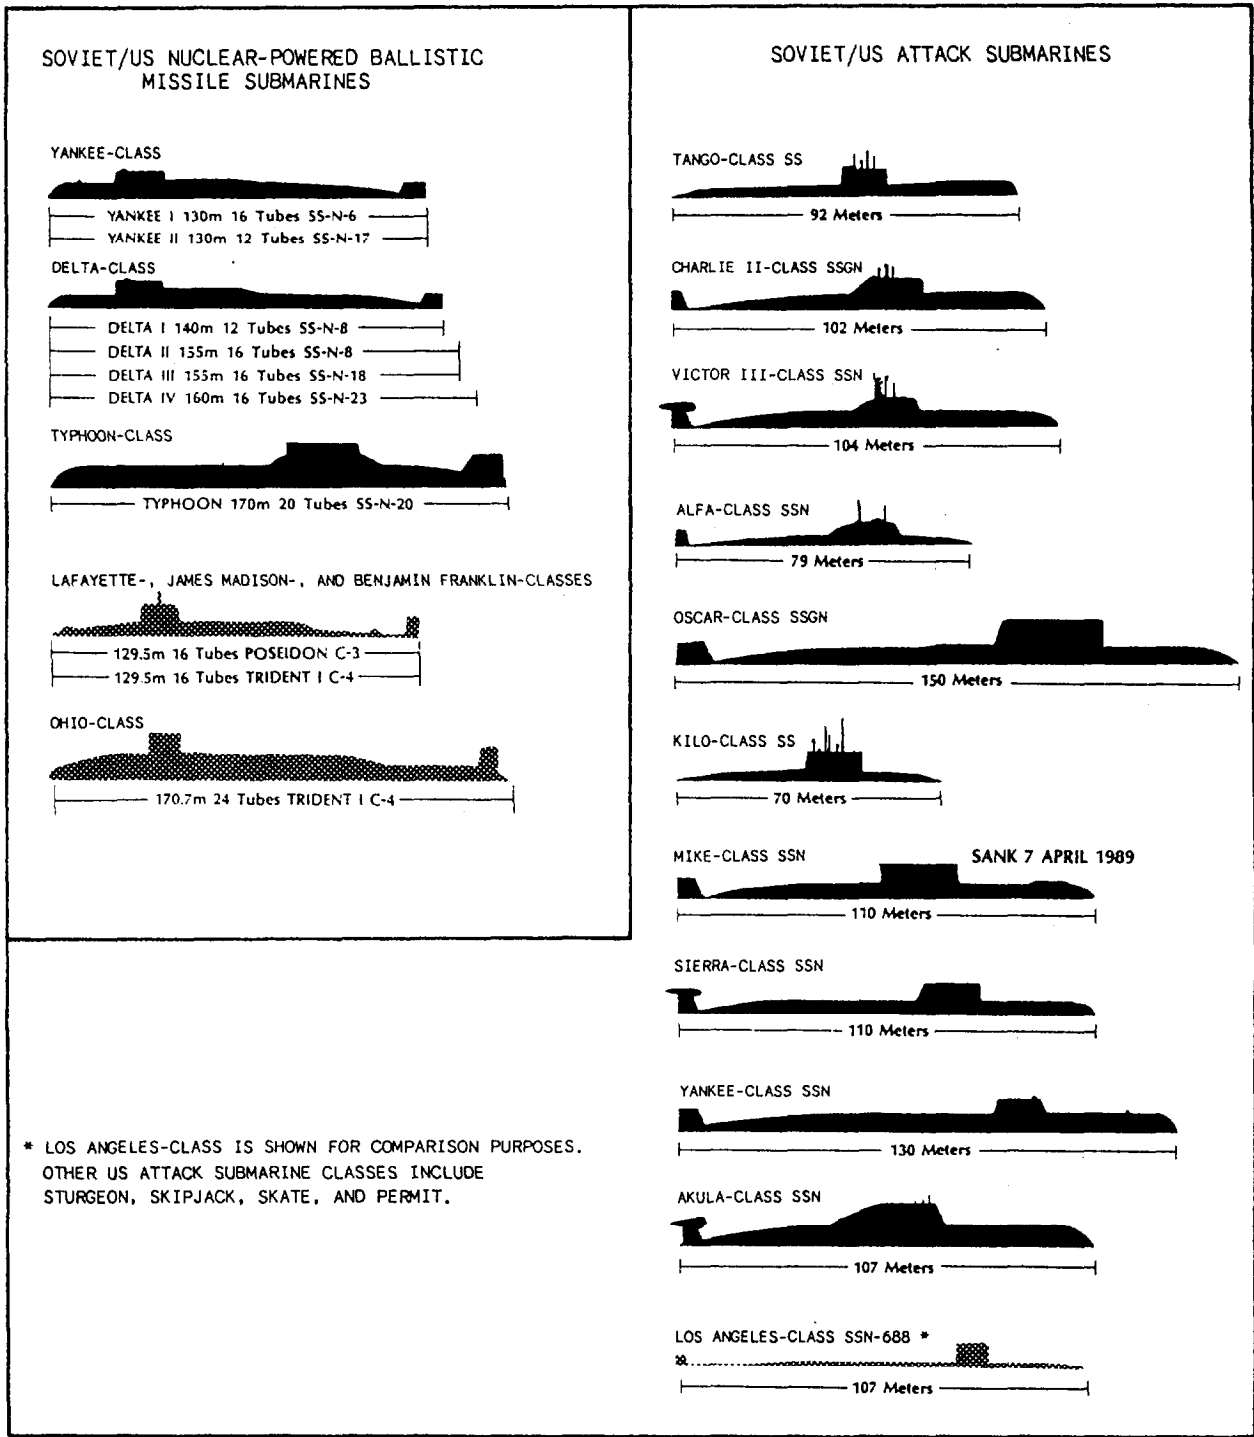 SOVIET/US NUCLEAR-POWERED BALLISTIC
MISSILE SUBMARINES
YANKEE-CLASS
YANKEE I 130m 16 Tubes SS-N-6
YANKEE II 130m 12 Tubes SS-N-17
DELTA-CLASS
DELTA I 140m 12 Tubes SS-N-8
DELTA II 155m 16 Tubes SS-N-8
DELTA III 155m 16 Tubes SS-N-18
DELTA IV 160m 16 Tubes SS-N-23
TYPHOON-CLASS
TYPHOON 170m 20 Tubes SS-N-20
LAFAYETTE-, JAMES MADISON-, AND BENJAMIN FRANKLIN-CLASSES
129.5m 16 Tubes POSEIDON C-3
129.5m 16 Tubes TRIDENT I C-4
OHIO-CLASS
170.7m 24 Tubes TRIDENT I C-4
SOVIET/US ATTACK SUBMARINES
TANGO-CLASS SS
92 Meters
CHARLIE II-CLASS SSGN
102 Meters
VICTOR III-CLASS SSN
104 Meters
ALFA-CLASS SSN
79 Meters
OSCAR-CLASS SSGN
150 Meters
KILO-CLASS SS
70 Meters
MIKE-CLASS SSN
SANK 7 APRIL 1989
110 Meters
SIERRA-CLASS SSN
110 Meters
YANKEE-CLASS SSN
130 Meters
AKULA-CLASS SSN
107 Meters
LOS ANGELES-CLASS SSN-688 *
107 Meters
* LOS ANGELES-CLASS IS SHOWN FOR COMPARISON PURPOSES.
OTHER US ATTACK SUBMARINE CLASSES INCLUDE
STURGEON, SKIPJACK, SKATE, AND PERMIT.